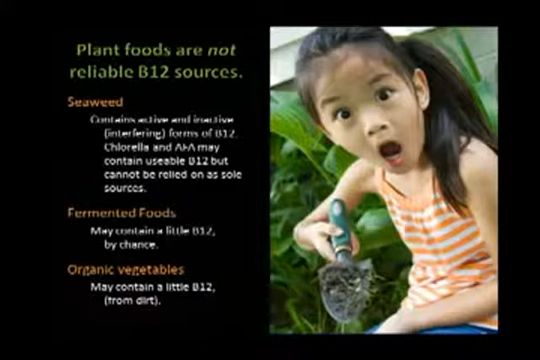 Plant foods are not
reliable B12 sources.
Seaweed
Contains active and inactive
(interfering) forms of B12.
Chlorella and AFA may
contain useable B12 but
cannot be relied on as sole
sources.
Fermented Foods
May contain a little B12,
by chance.
Organic vegetables
May contain a little B12,
(from dirt).